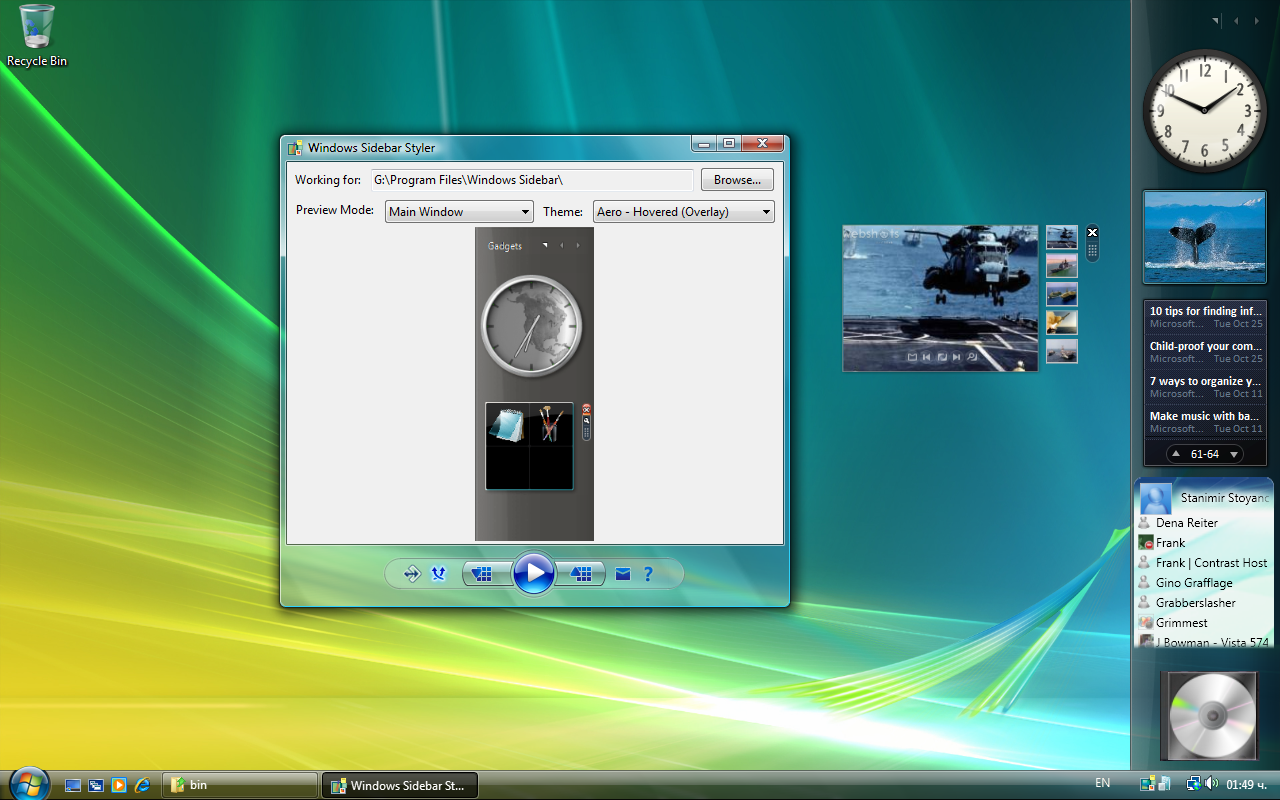 Recycle Bin
Windows Sidebar Styler
Working for: G:\Program Files\Windows Sidebar\ Browse...
Preview Mode: Main Window Theme: Aero - Hovered (Overlay)
Gadgets
?
webshots
12
11 1
10 2
9 3
8 4
7 5
6
10 tips for finding inf...
Microsoft... Tue Oct 25
Child-proof your com...
Microsoft... Tue Oct 25
7 ways to organize y...
Microsoft... Tue Oct 11
Make music with ba...
Microsoft... Tue Oct 11
61-64
Stanimir Stoyanc
Dena Reiter
Frank
Frank | Contrast Host
Gino Grafflage
Grabberslasher
Grimmest
J Bowman - Vista 574
bin
Windows Sidebar St...
EN
01:49 ч.